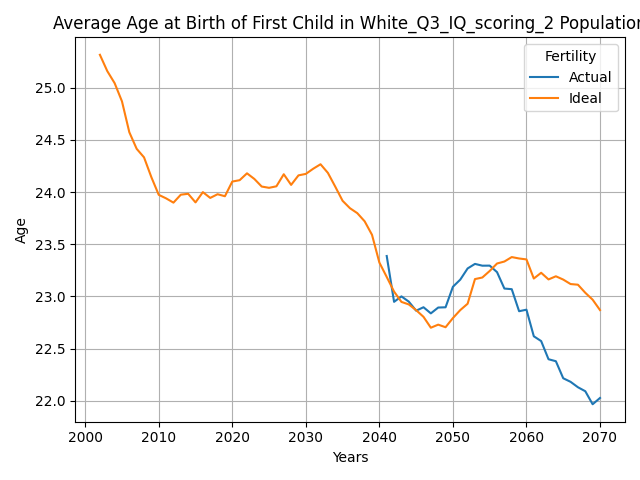 Average Age at Birth of First Child in White_Q3_IQ_scoring_2 Population
Fertility
Actual
Ideal
25.0
24.5
24.0
23.5
23.0
22.5
22.0
Age
2000 2010 2020 2030 2040 2050 2060 2070
Years